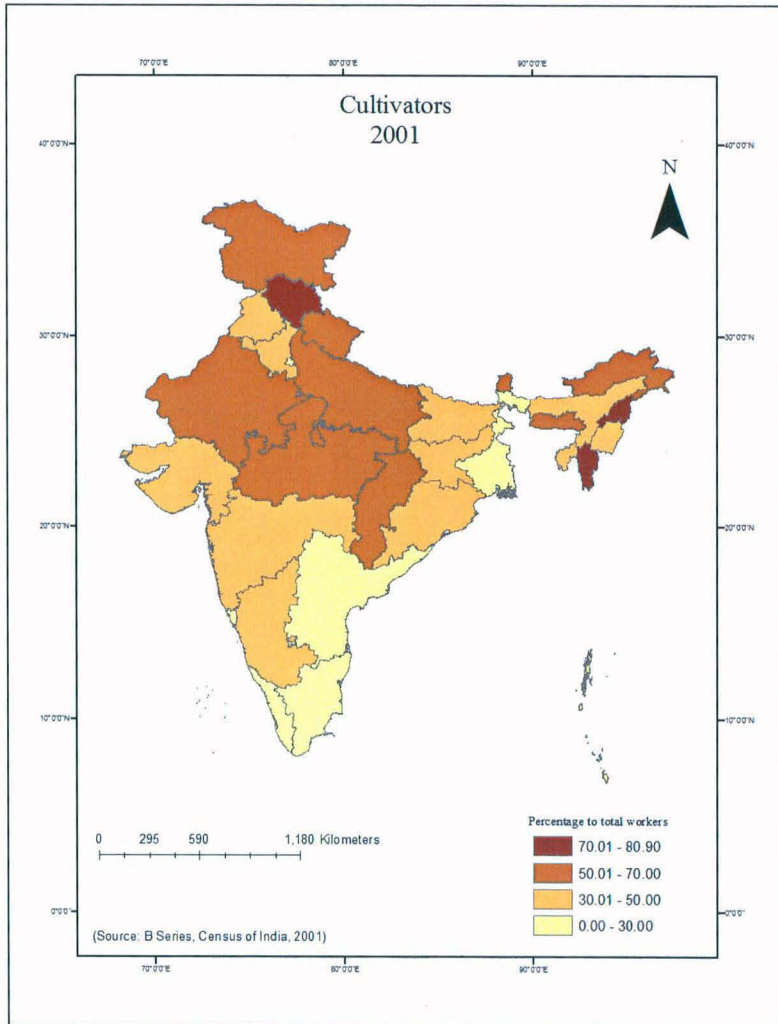 70°0'0"E 80°0'0"E 90°0'0"E
Cultivators
2001
N
40°0'0"N 40°0'0"N
30°0'0"N 30°0'0"N
20°0'0"N 20°0'0"N
10°0'0"N 10°0'0"N
0°0'0" 0°0'0"
0 295 590 1,180 Kilometers
Percentage to total workers
70.01 - 80.90
50.01 - 70.00
30.01 - 50.00
0.00 - 30.00
(Source: B Series, Census of India, 2001)
70°0'0"E 80°0'0"E 90°0'0"E